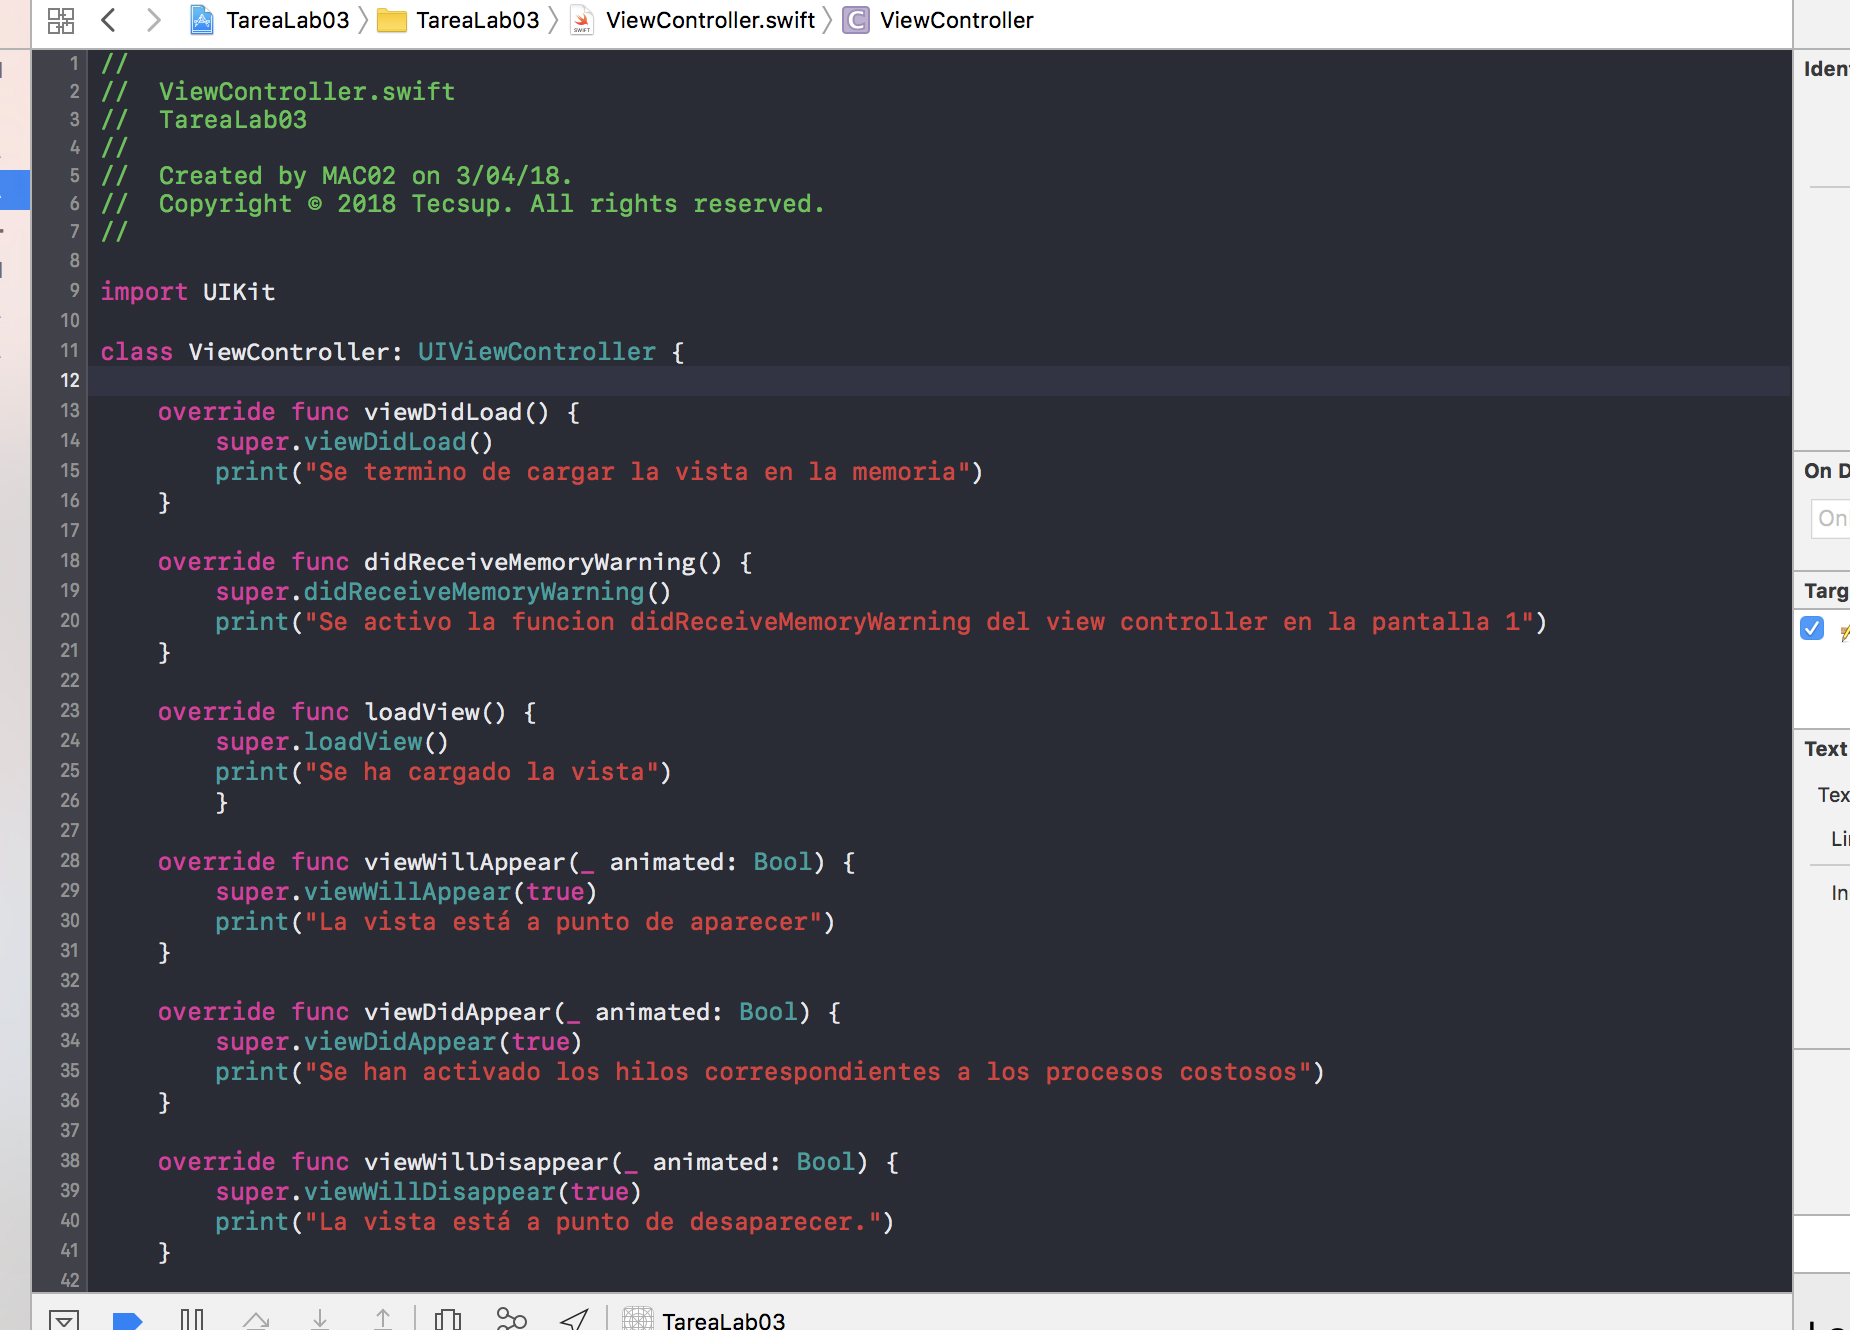 TareaLab03 TareaLab03 ViewController.swift C ViewController
1 //
2 //  ViewController.swift
3 //  TareaLab03
4 //
5 //  Created by MAC02 on 3/04/18.
6 //  Copyright © 2018 Tecsup. All rights reserved.
7 //
8
9 import UIKit
10
11 class ViewController: UIViewController {
12
13     override func viewDidLoad() {
14         super.viewDidLoad()
15         print("Se termino de cargar la vista en la memoria")
16     }
17
18     override func didReceiveMemoryWarning() {
19         super.didReceiveMemoryWarning()
20         print("Se activo la funcion didReceiveMemoryWarning del view controller en la pantalla 1")
21     }
22
23     override func loadView() {
24         super.loadView()
25         print("Se ha cargado la vista")
26         }
27
28     override func viewWillAppear(_ animated: Bool) {
29         super.viewWillAppear(true)
30         print("La vista está a punto de aparecer")
31     }
32
33     override func viewDidAppear(_ animated: Bool) {
34         super.viewDidAppear(true)
35         print("Se han activado los hilos correspondientes a los procesos costosos")
36     }
37
38     override func viewWillDisappear(_ animated: Bool) {
39         super.viewWillDisappear(true)
40         print("La vista está a punto de desaparecer.")
41     }
42
TareaLab03
Iden
On D
On
Targ
Text
Tex
Li
In